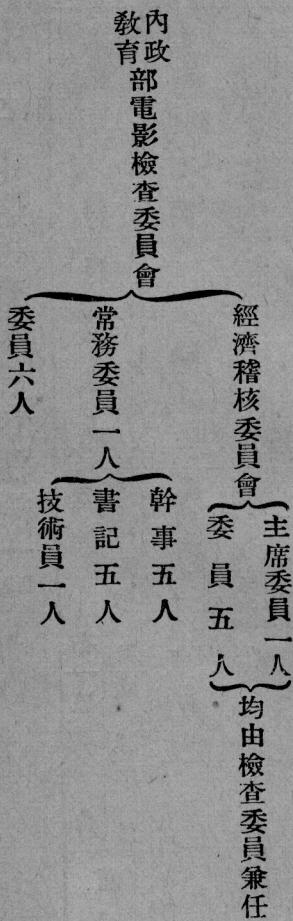 內政
教育
部電影檢查委員會
經濟稽核委員會
主席委員一人
委員五人
均由檢查委員兼任
常務委員一人
幹事五人
書記五人
技術員一人
委員六人